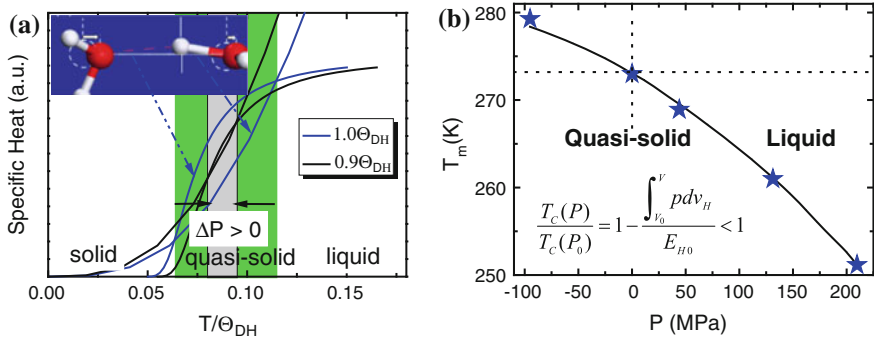 (a)
Specific Heat (a.u.)
1.0Θ_DH
0.9Θ_DH
ΔP > 0
solid
quasi-solid
liquid
0.00 0.05 0.10 0.15
T/Θ_DH
(b)
T_m(K)
280
270
260
250
Quasi-solid
Liquid
T_C(P)/T_C(P_0) = 1 − ∫_{V_0}^{V} pdv_H / E_{H0} < 1
-100 -50 0 50 100 150 200
P (MPa)